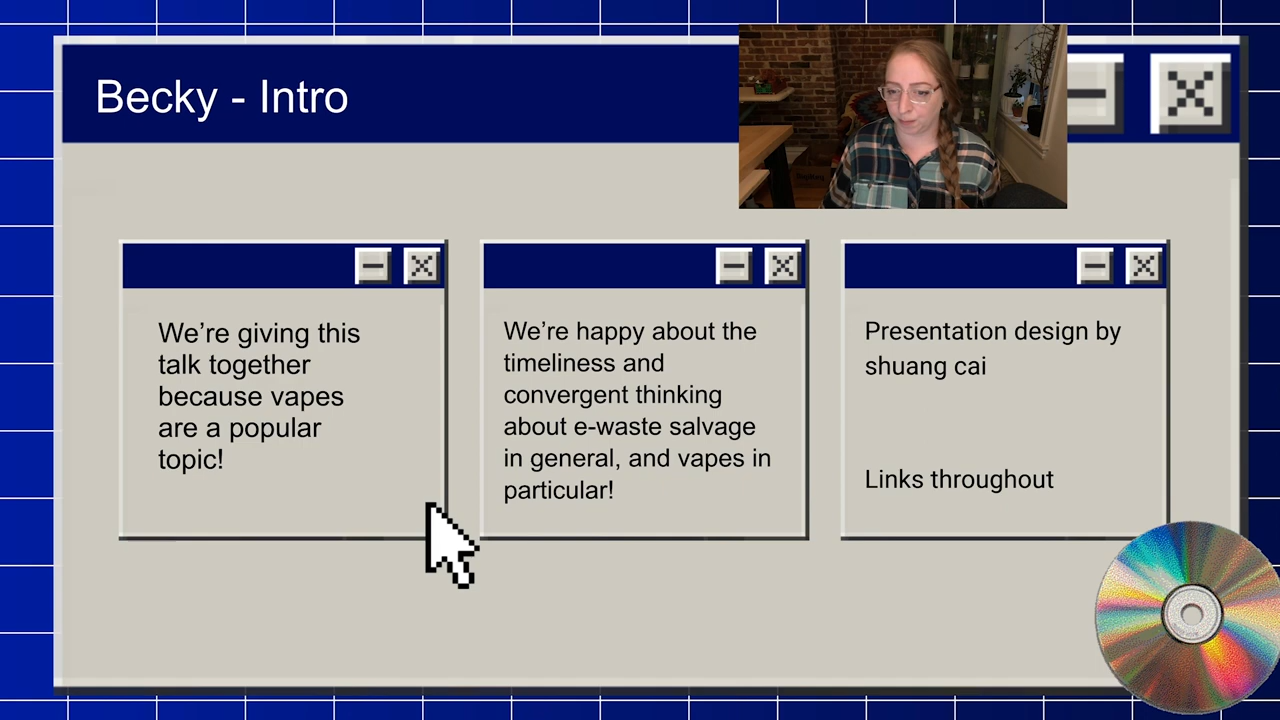 Becky - Intro
We’re giving this
talk together
because vapes
are a popular
topic!
We’re happy about the
timeliness and
convergent thinking
about e-waste salvage
in general, and vapes in
particular!
Presentation design by
shuang cai
Links throughout